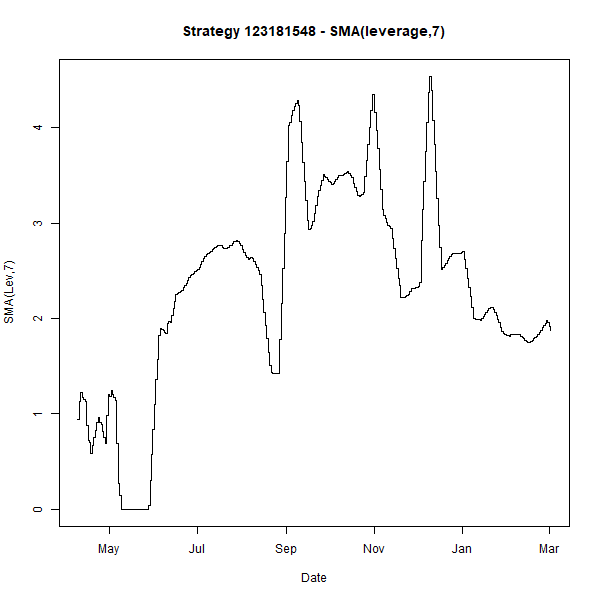 Strategy 123181548 - SMA(leverage,7)
SMA(Lev,7)
4
3
2
1
0
May Jul Sep Nov Jan Mar
Date